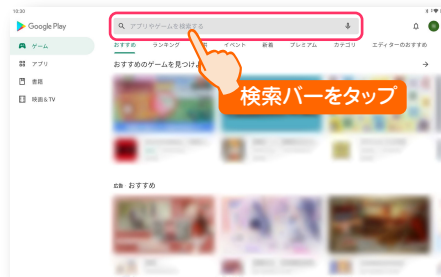 10:30
Google Play
アプリやゲームを検索する
ゲーム
アプリ
書籍
映画&TV
おすすめ ランキング イベント 新着 プレミアム カテゴリ エディターのおすすめ
おすすめのゲームを見つけよ
検索バーをタップ
広告 おすすめ